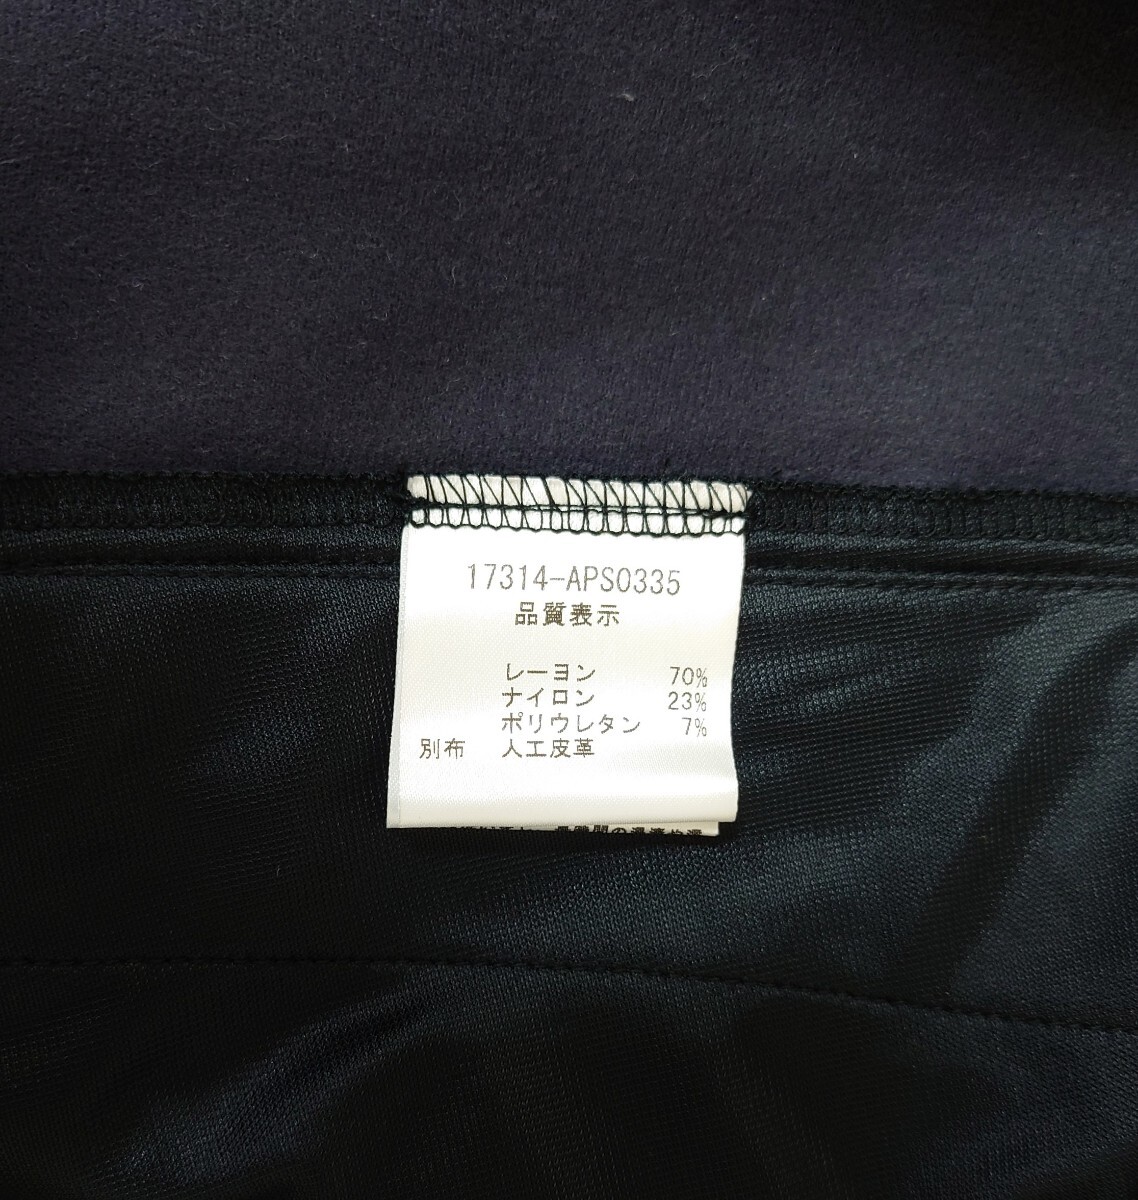 17314-APS0335
品質表示
レーヨン 70%
ナイロン 23%
ポリウレタン 7%
別布 人工皮革